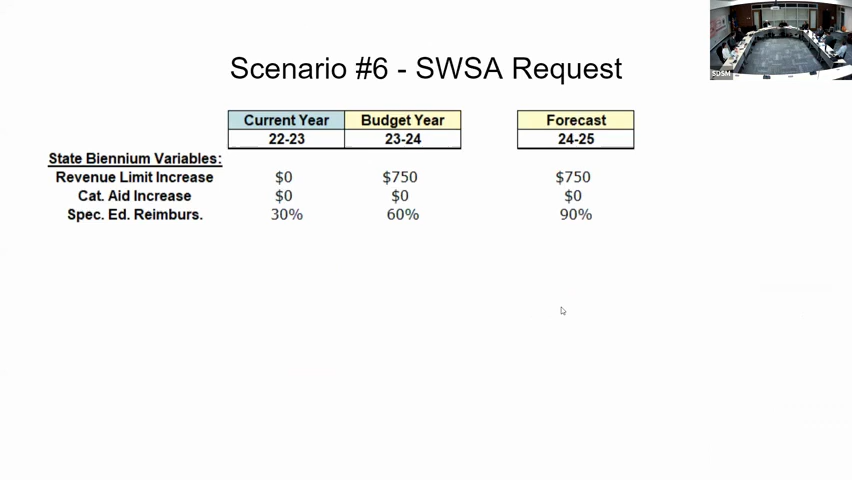 Scenario #6 - SWSA Request
Current Year Budget Year Forecast
22-23 23-24 24-25
State Biennium Variables:
Revenue Limit Increase $0 $750 $750
Cat. Aid Increase $0 $0 $0
Spec. Ed. Reimburs. 30% 60% 90%
SDSM